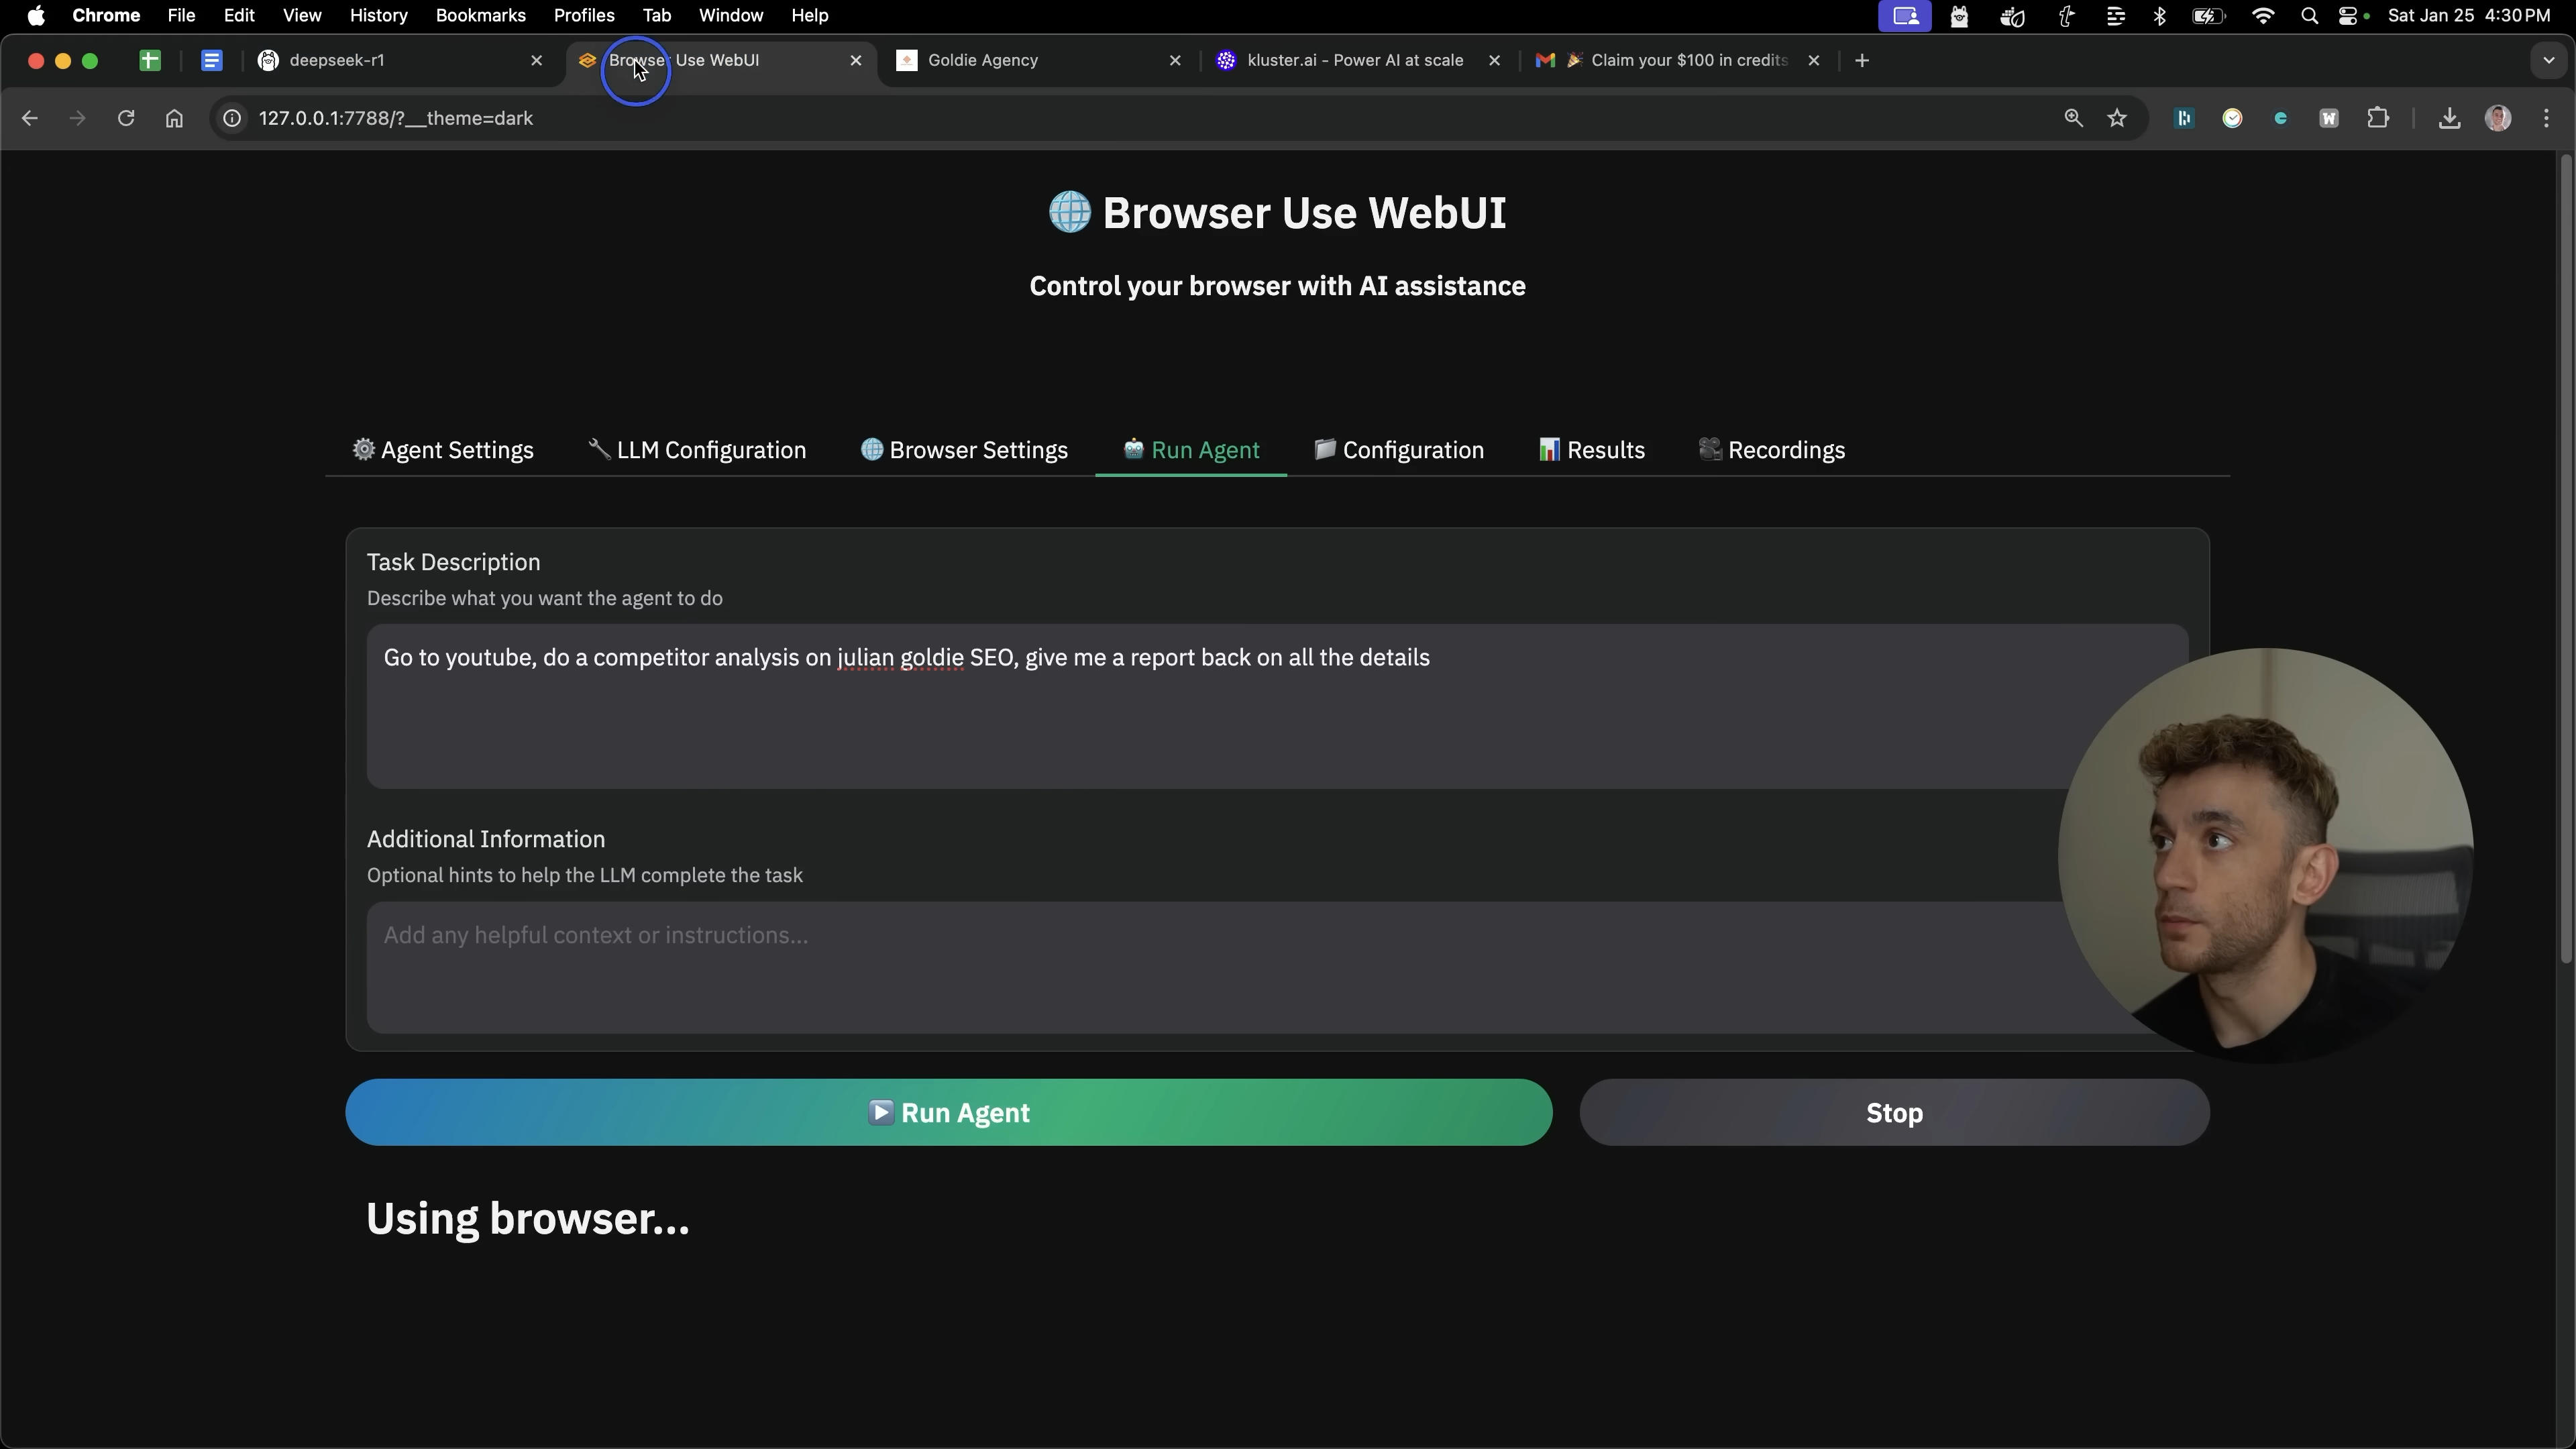 Chrome File Edit View History Bookmarks Profiles Tab Window Help Sat Jan 25 4:30 PM
deepseek-r1 Browser Use WebUI Goldie Agency kluster.ai - Power AI at scale Claim your $100 in credits
127.0.0.1:7788/?__theme=dark
Browser Use WebUI
Control your browser with AI assistance
Agent Settings LLM Configuration Browser Settings Run Agent Configuration Results Recordings
Task Description
Describe what you want the agent to do
Go to youtube, do a competitor analysis on julian goldie SEO, give me a report back on all the details
Additional Information
Optional hints to help the LLM complete the task
Add any helpful context or instructions...
Run Agent Stop
Using browser...